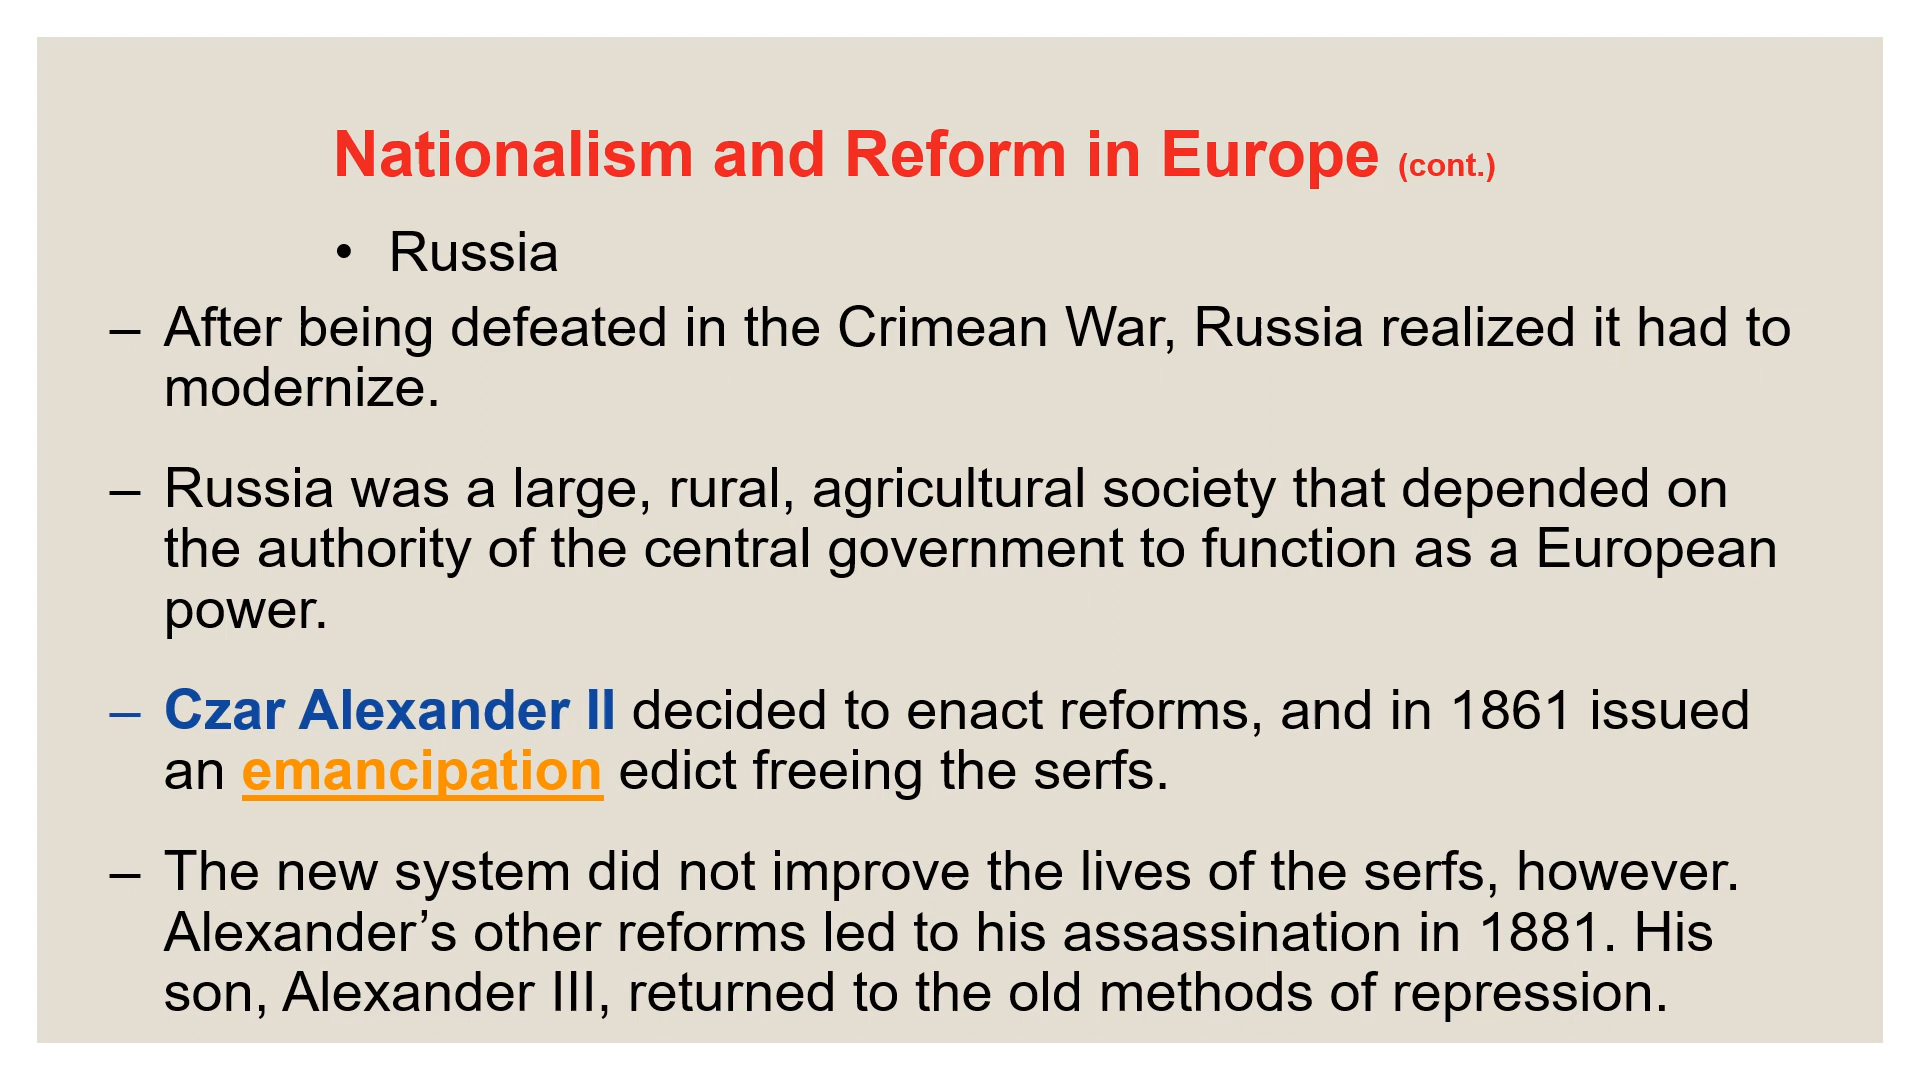 Nationalism and Reform in Europe (cont.)
• Russia
– After being defeated in the Crimean War, Russia realized it had to
modernize.
– Russia was a large, rural, agricultural society that depended on
the authority of the central government to function as a European
power.
– Czar Alexander II decided to enact reforms, and in 1861 issued
an emancipation edict freeing the serfs.
– The new system did not improve the lives of the serfs, however.
Alexander’s other reforms led to his assassination in 1881. His
son, Alexander III, returned to the old methods of repression.